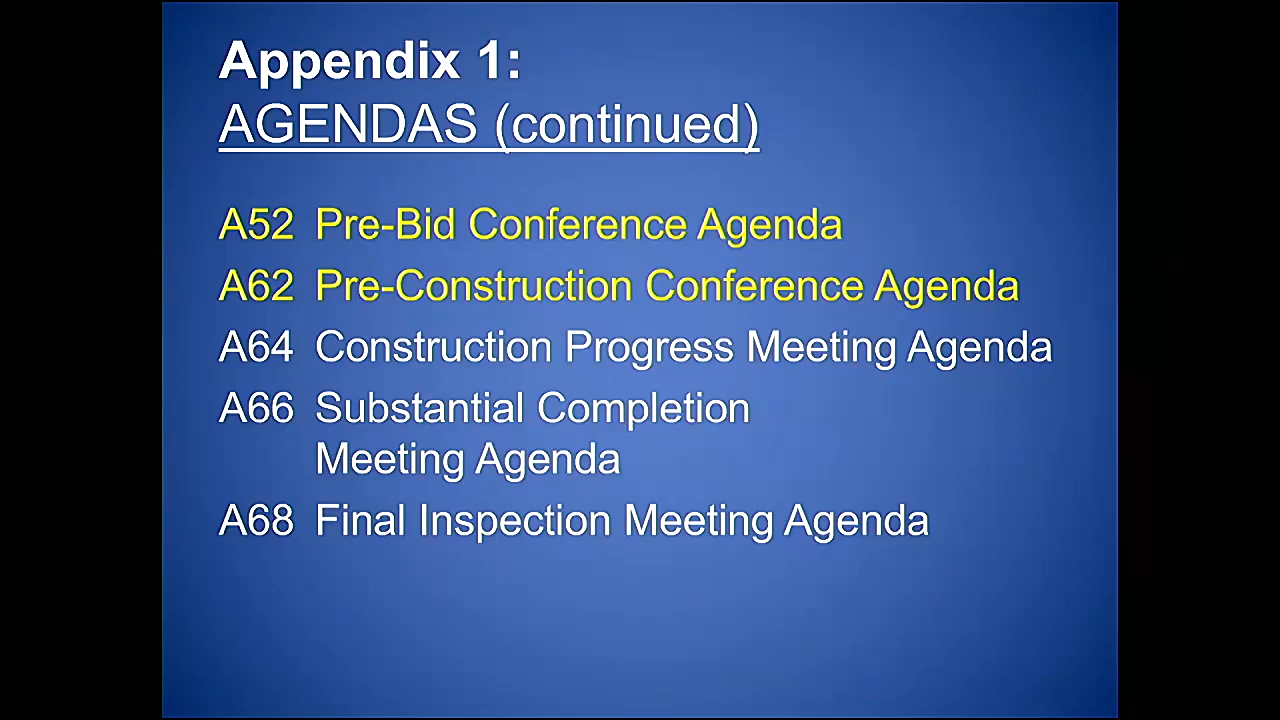 Appendix 1:
AGENDAS (continued)
A52 Pre-Bid Conference Agenda
A62 Pre-Construction Conference Agenda
A64 Construction Progress Meeting Agenda
A66 Substantial Completion
Meeting Agenda
A68 Final Inspection Meeting Agenda